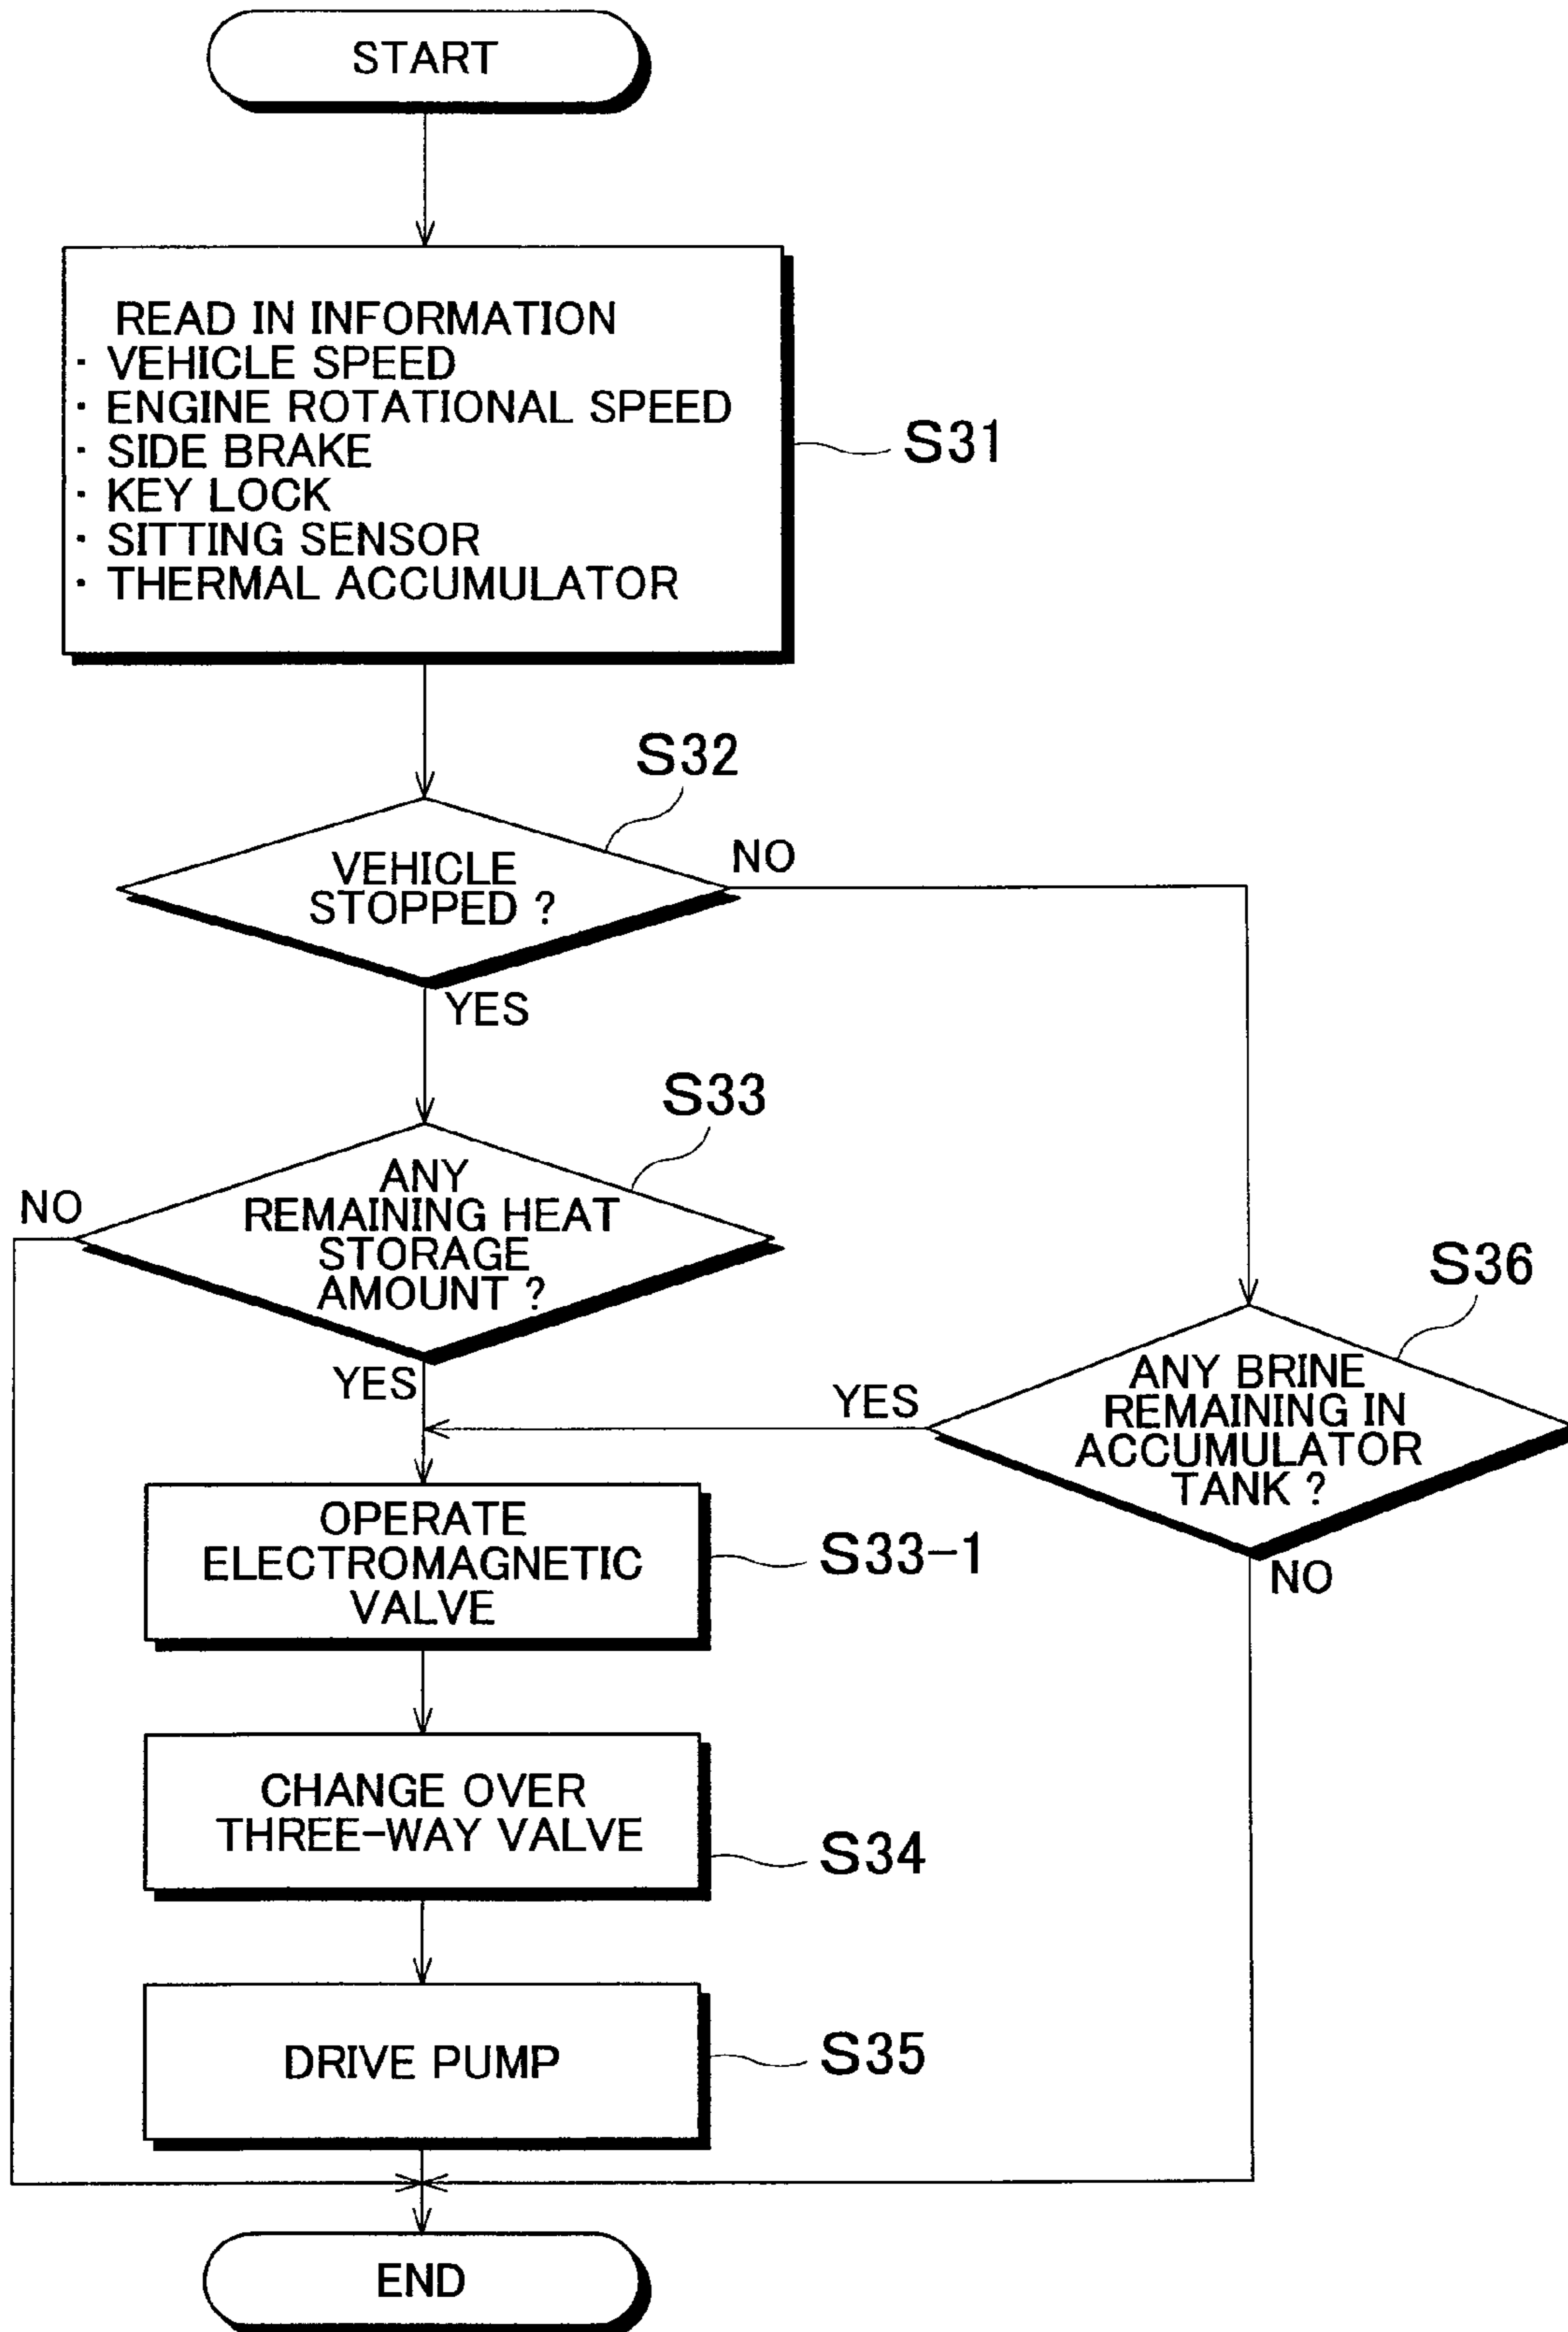 START
READ IN INFORMATION
· VEHICLE SPEED
· ENGINE ROTATIONAL SPEED
· SIDE BRAKE
· KEY LOCK
· SITTING SENSOR
· THERMAL ACCUMULATOR
S31
S32
VEHICLE
STOPPED ?
NO
YES
S33
ANY
REMAINING HEAT
STORAGE
AMOUNT ?
NO
YES
S36
ANY BRINE
REMAINING IN
ACCUMULATOR
TANK ?
YES
NO
OPERATE
ELECTROMAGNETIC
VALVE
S33-1
CHANGE OVER
THREE-WAY VALVE
S34
DRIVE PUMP
S35
END